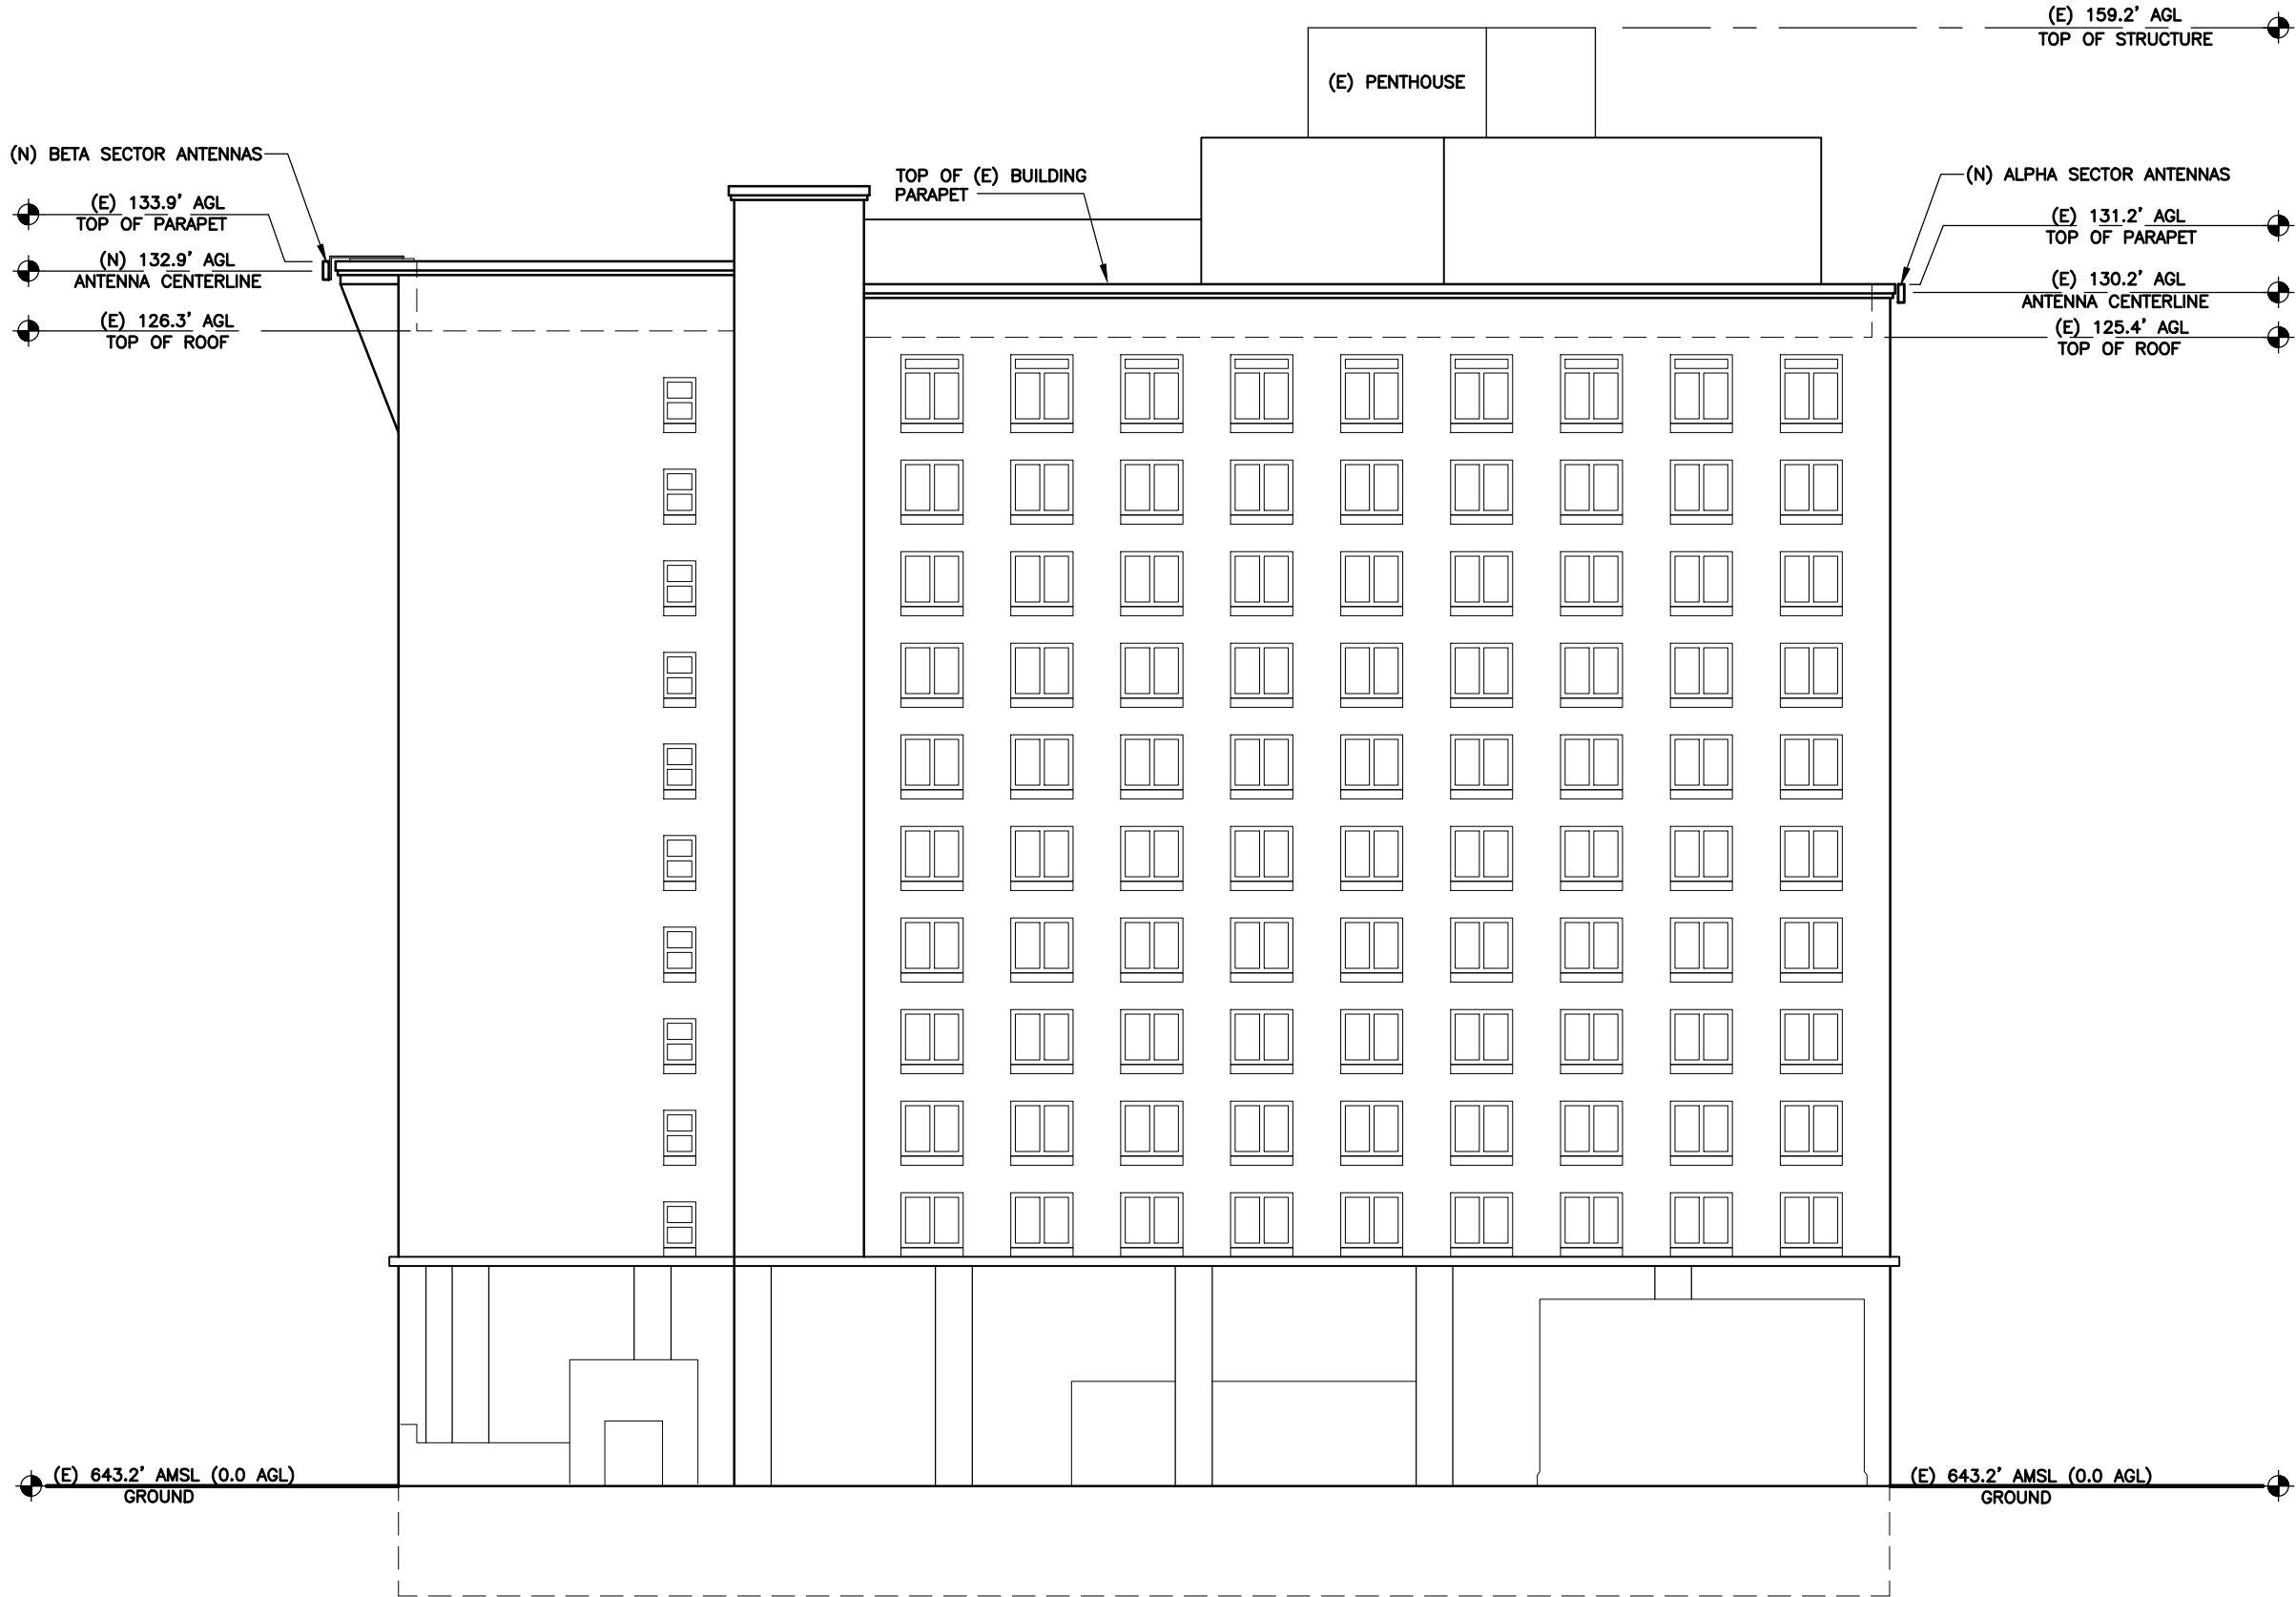 (E) 159.2' AGL
TOP OF STRUCTURE
(E) PENTHOUSE
(N) BETA SECTOR ANTENNAS
TOP OF (E) BUILDING
PARAPET
(N) ALPHA SECTOR ANTENNAS
(E) 133.9' AGL
TOP OF PARAPET
(E) 131.2' AGL
TOP OF PARAPET
(N) 132.9' AGL
ANTENNA CENTERLINE
(E) 130.2' AGL
ANTENNA CENTERLINE
(E) 126.3' AGL
TOP OF ROOF
(E) 125.4' AGL
TOP OF ROOF
(E) 643.2' AMSL (0.0 AGL)
GROUND
(E) 643.2' AMSL (0.0 AGL)
GROUND